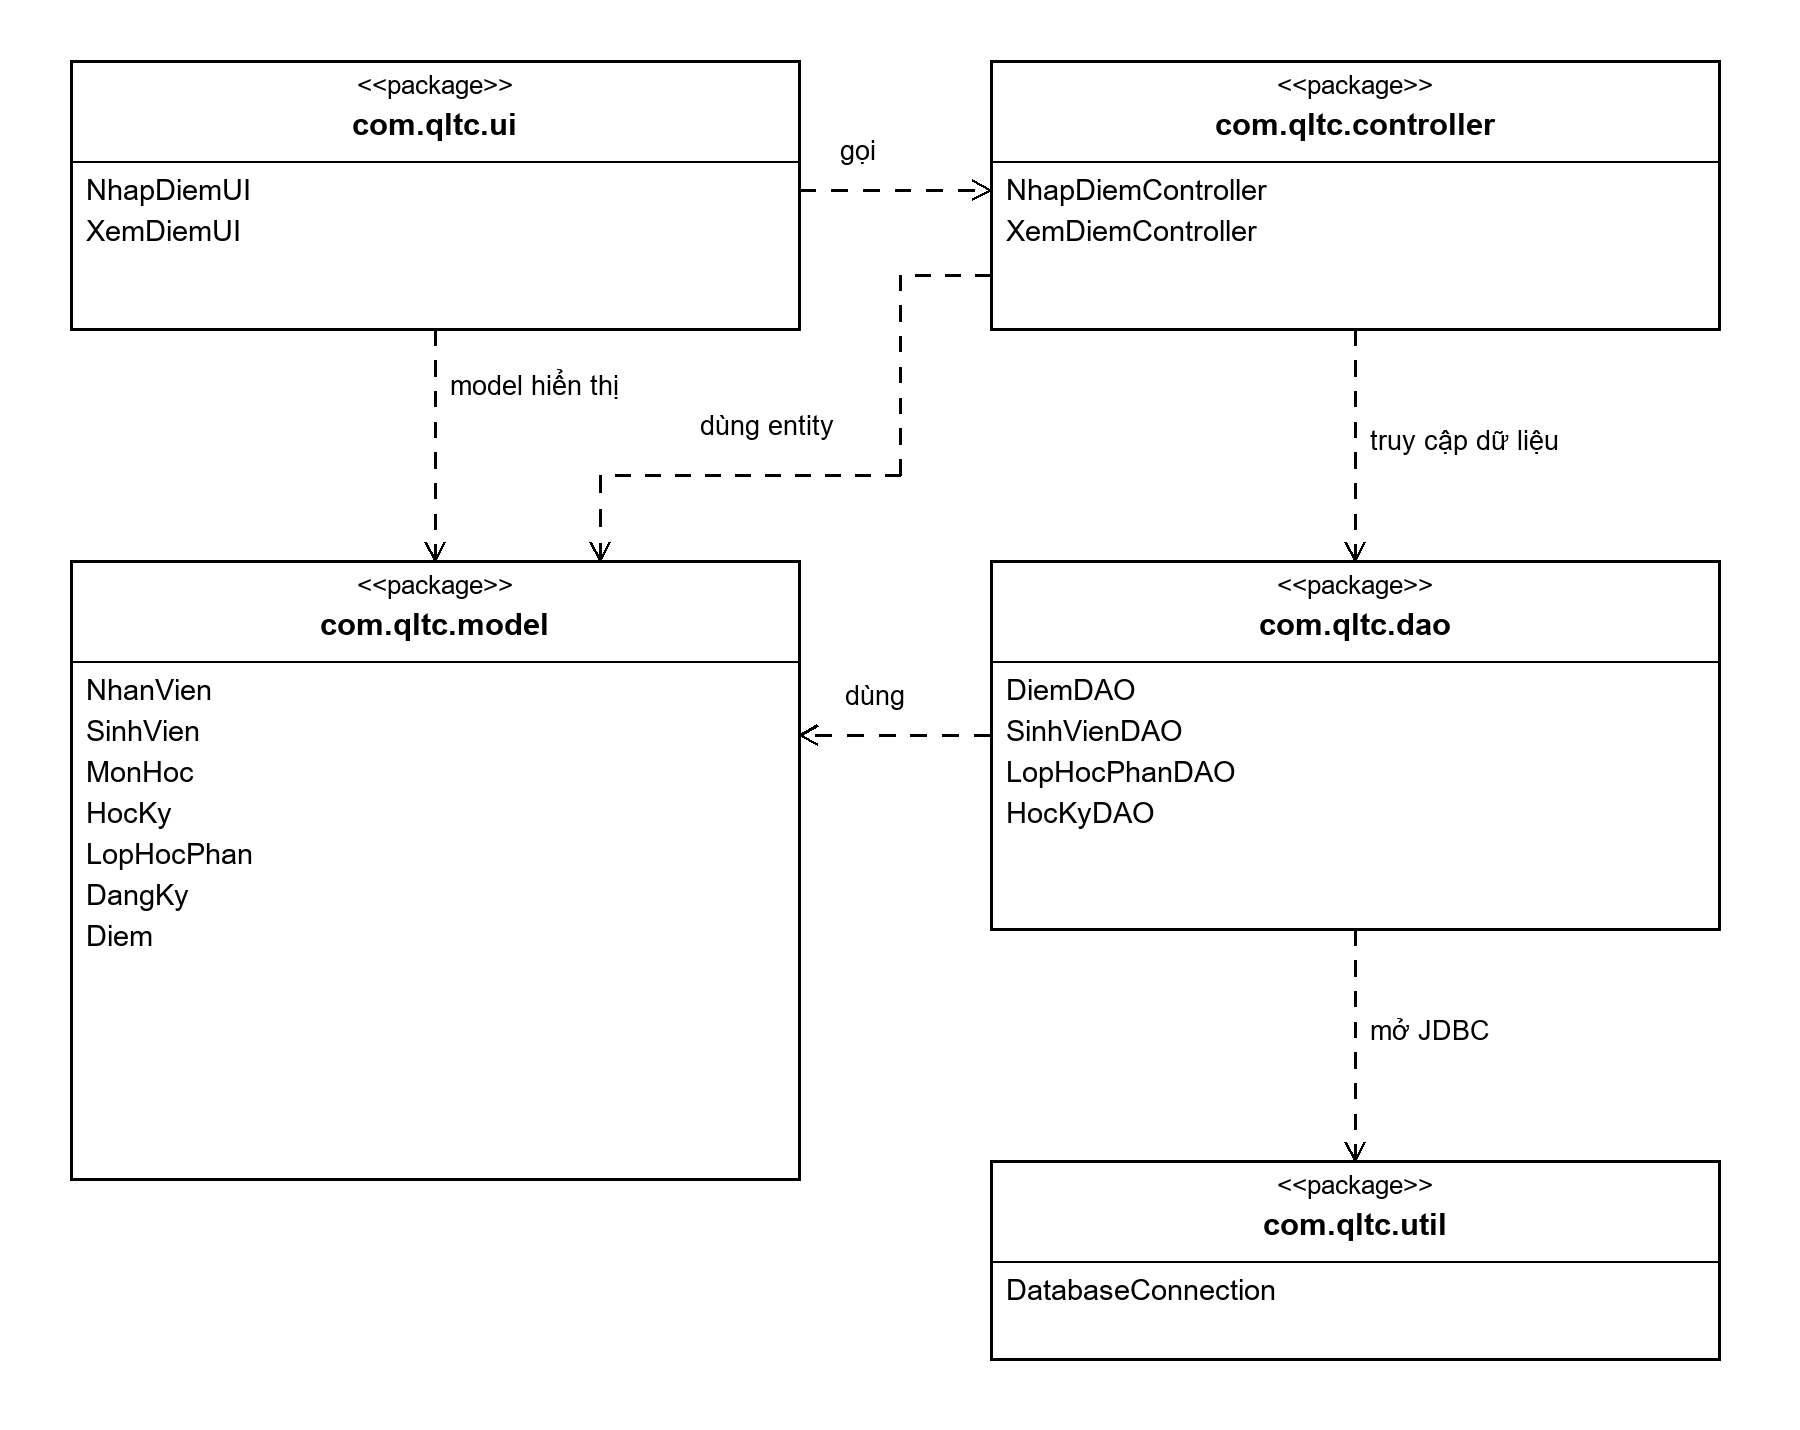 <<package>>
com.qltc.ui
NhapDiemUI
XemDiemUI
gọi
<<package>>
com.qltc.controller
NhapDiemController
XemDiemController
model hiển thị
dùng entity
truy cập dữ liệu
<<package>>
com.qltc.model
NhanVien
SinhVien
MonHoc
HocKy
LopHocPhan
DangKy
Diem
dùng
<<package>>
com.qltc.dao
DiemDAO
SinhVienDAO
LopHocPhanDAO
HocKyDAO
mở JDBC
<<package>>
com.qltc.util
DatabaseConnection